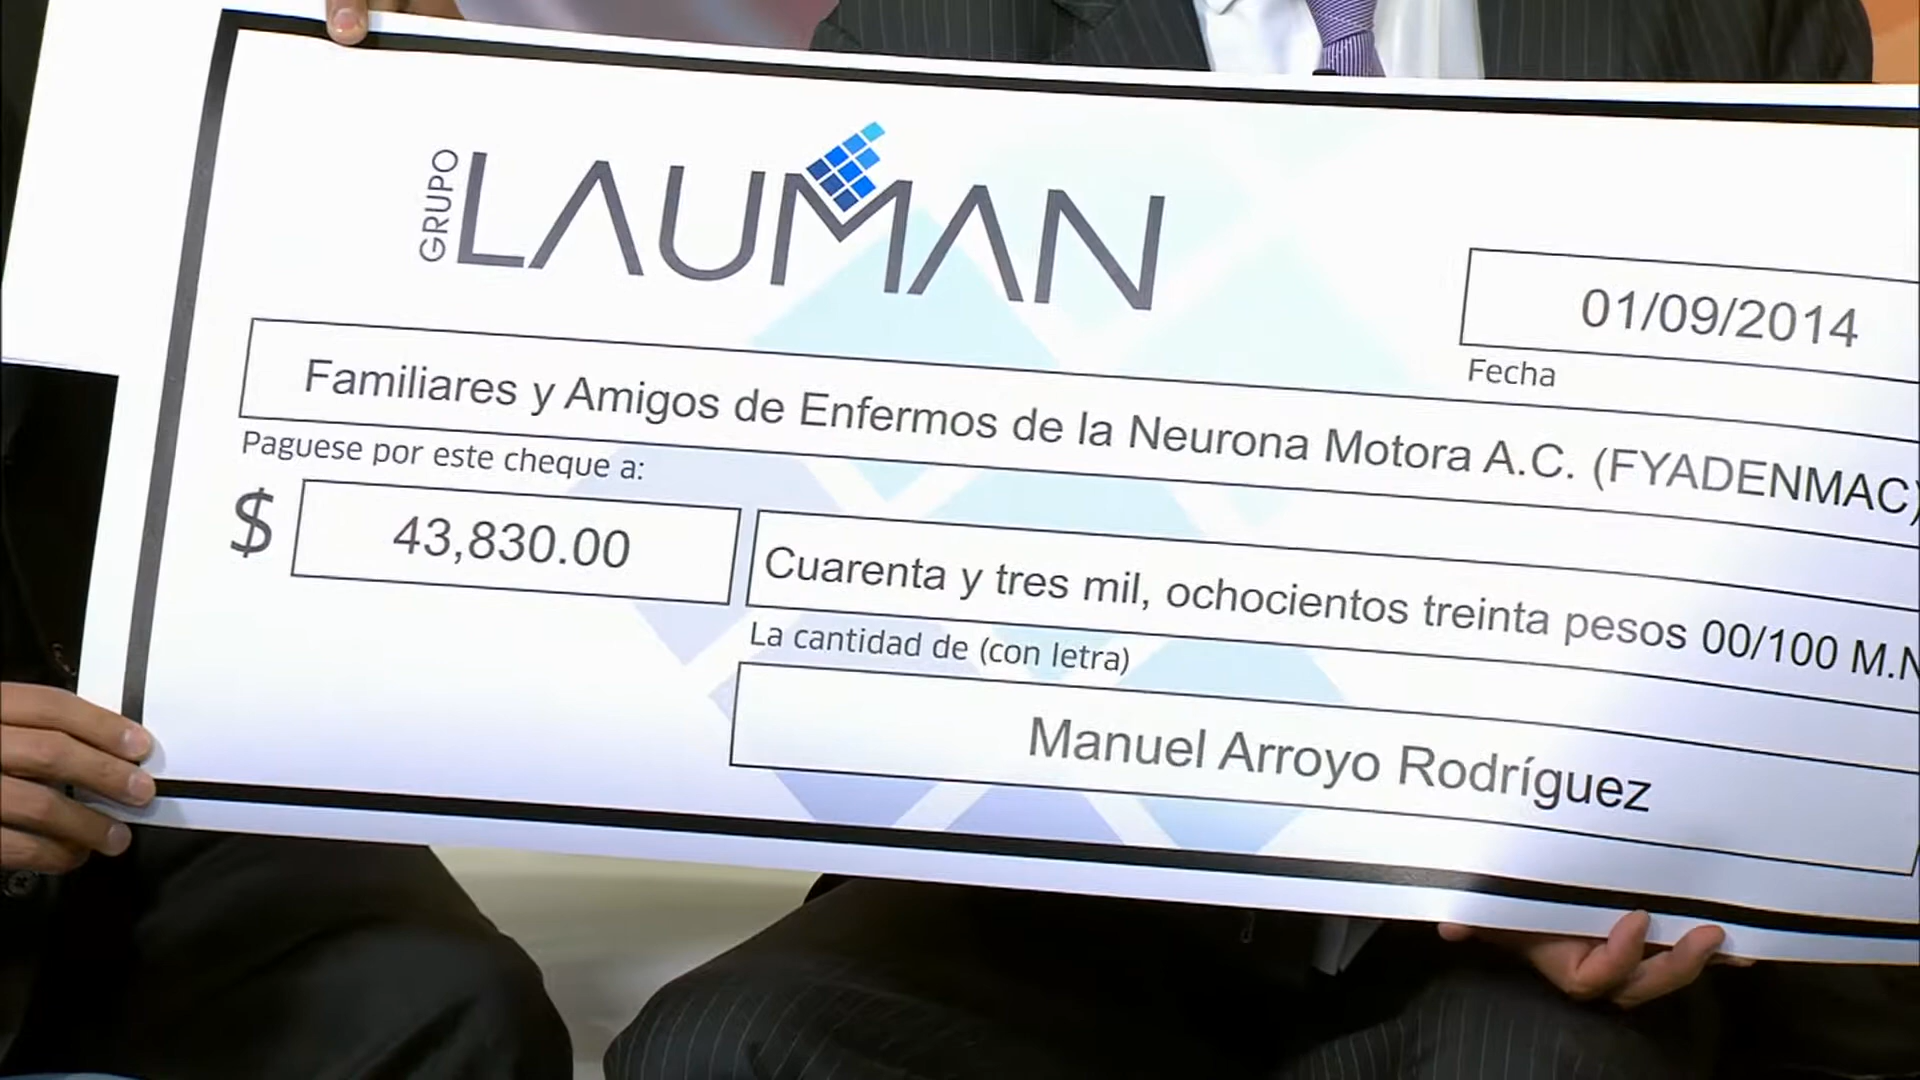 GRUPO
LAUMAN
01/09/2014
Fecha
Familiares y Amigos de Enfermos de la Neurona Motora A.C. (FYADENMAC)
Paguese por este cheque a:
$ 43,830.00
Cuarenta y tres mil, ochocientos treinta pesos 00/100 M.N
La cantidad de (con letra)
Manuel Arroyo Rodríguez